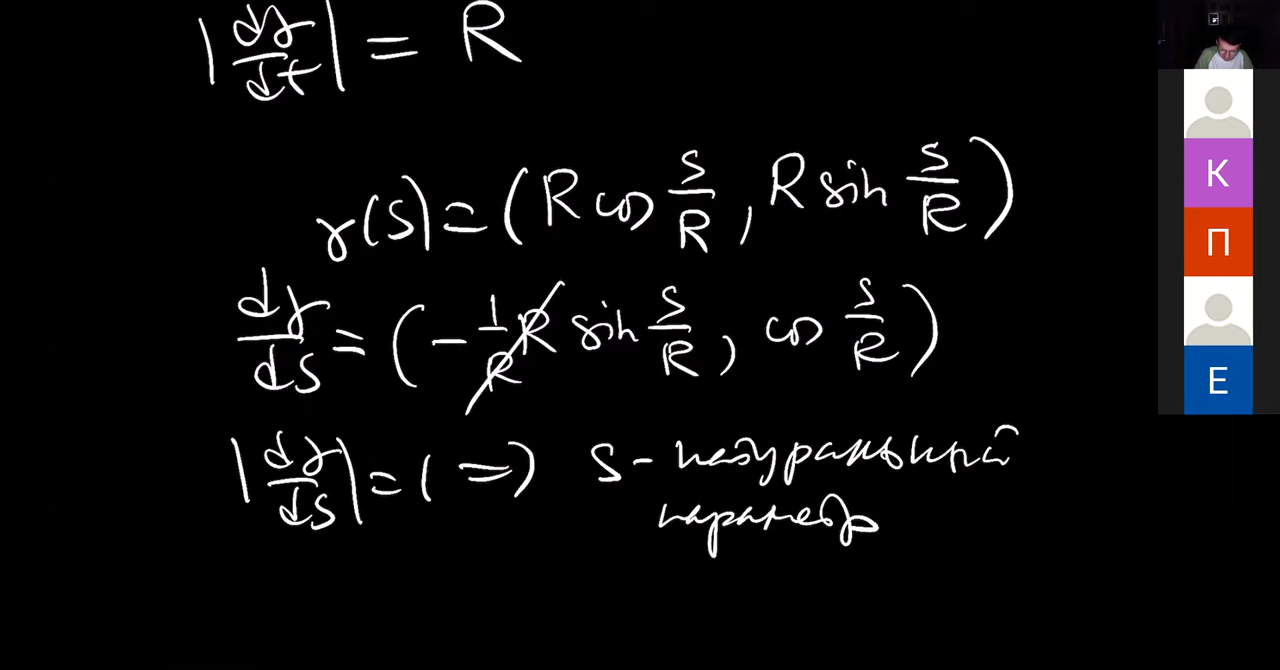 |dγ/dt| = R
γ(s) = (R cos s/R, R sin s/R)
dγ/ds = (- 1/R R sin s/R, cos s/R)
|dγ/ds| = 1 => s - натуральный
параметр
К
П
Е